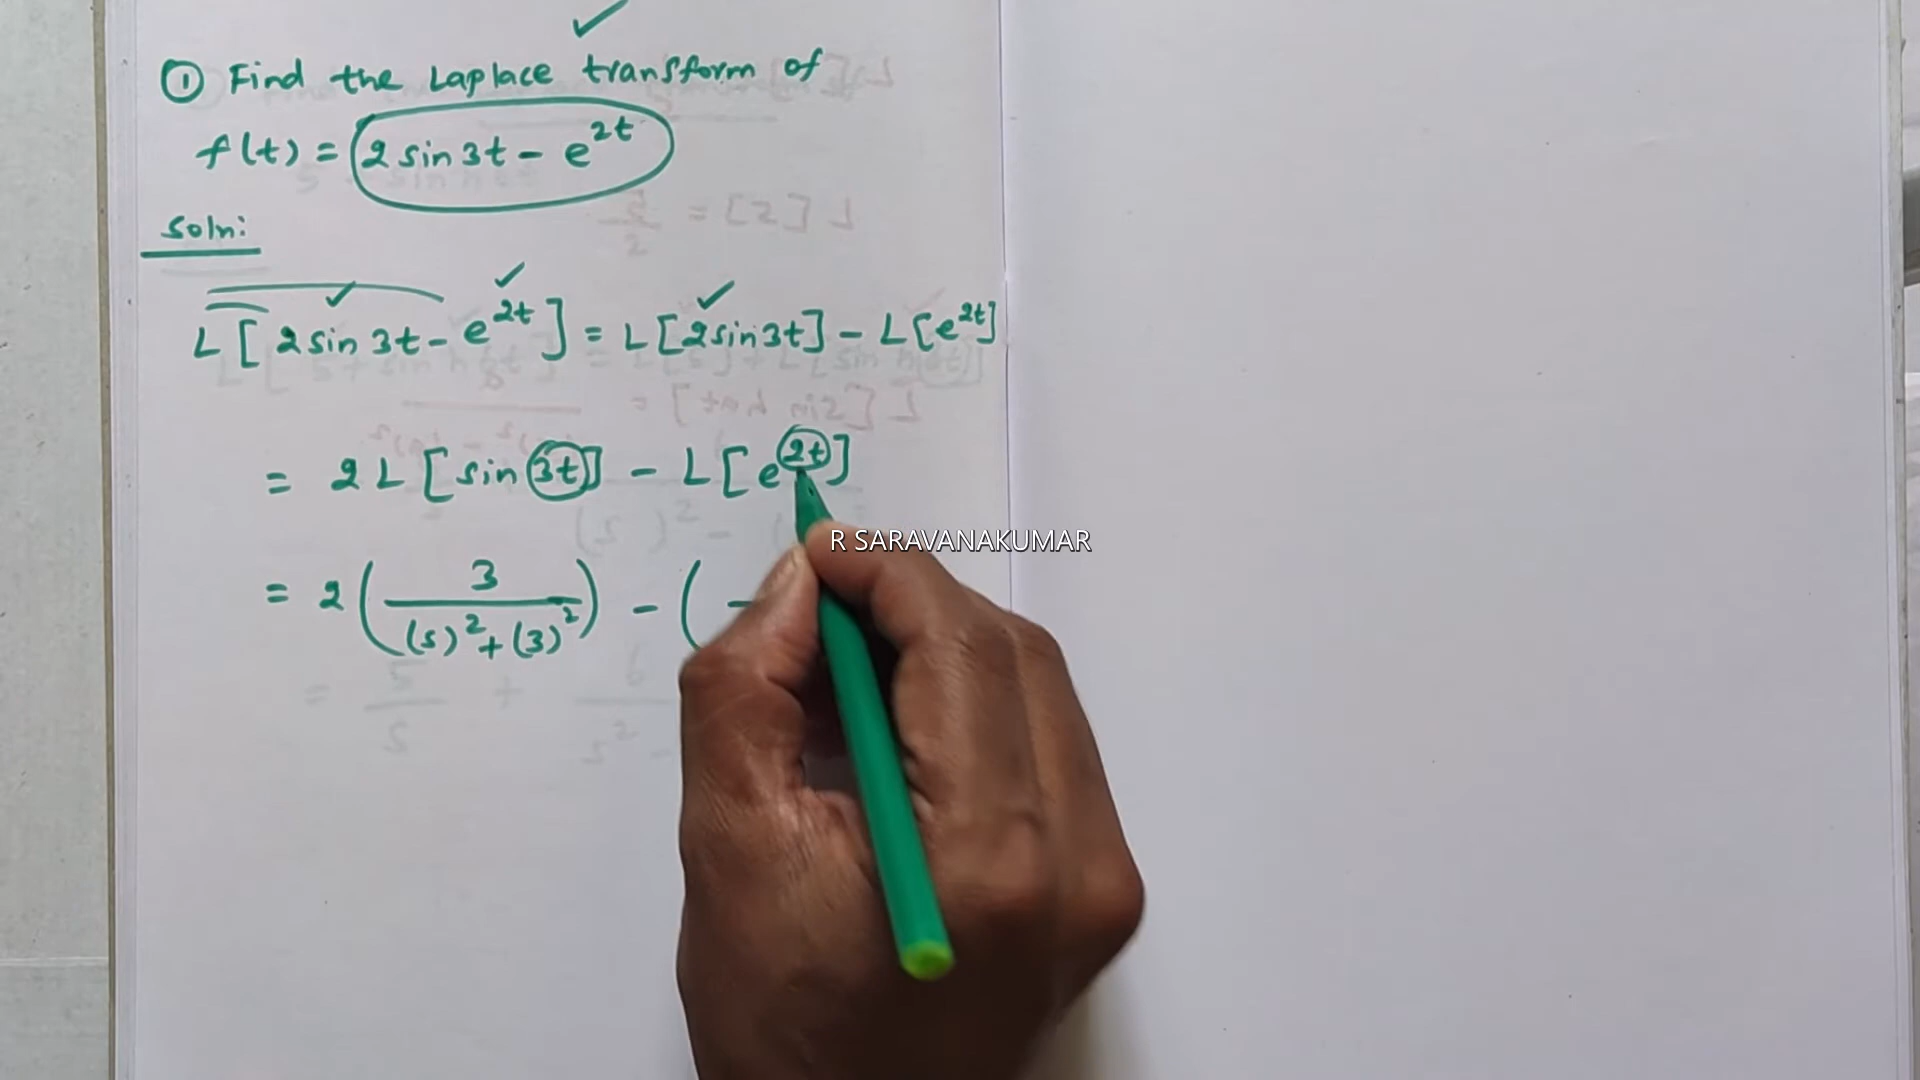 ① Find the Laplace transform of
f(t) = 2 sin 3t - e^2t
Soln:
L[2 sin 3t - e^2t] = L[2 sin 3t] - L[e^2t]
= 2 L[sin 3t] - L[e^2t]
R SARAVANAKUMAR
= 2 (3 / (s)^2 + (3)^2) - (